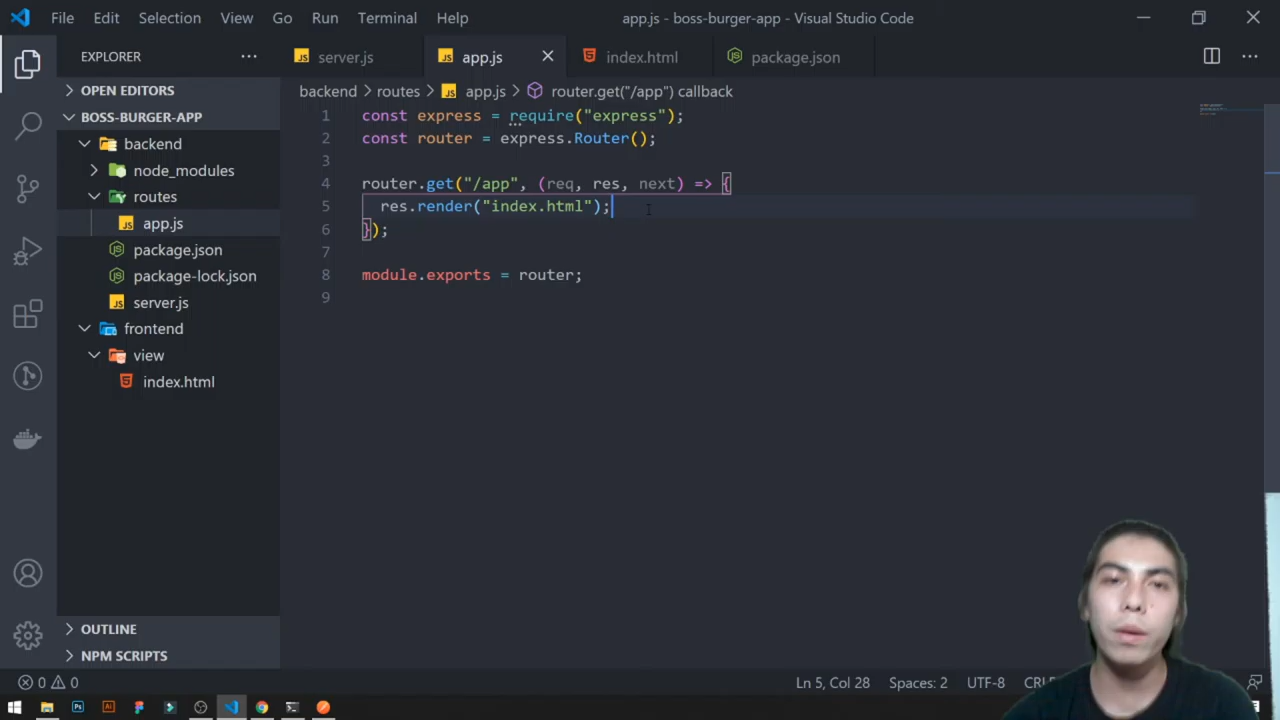 File Edit Selection View Go Run Terminal Help app.js - boss-burger-app - Visual Studio Code
EXPLORER ··· server.js app.js index.html package.json ···
OPEN EDITORS
backend > routes > app.js > router.get("/app") callback
BOSS-BURGER-APP
backend
node_modules
routes
app.js
package.json
package-lock.json
server.js
frontend
view
index.html
OUTLINE
NPM SCRIPTS
1 const express = require("express");
2 const router = express.Router();
3
4 router.get("/app", (req, res, next) => {
5 res.render("index.html");
6 });
7
8 module.exports = router;
9
0 0 Ln 5, Col 28 Spaces: 2 UTF-8
Ps Ai